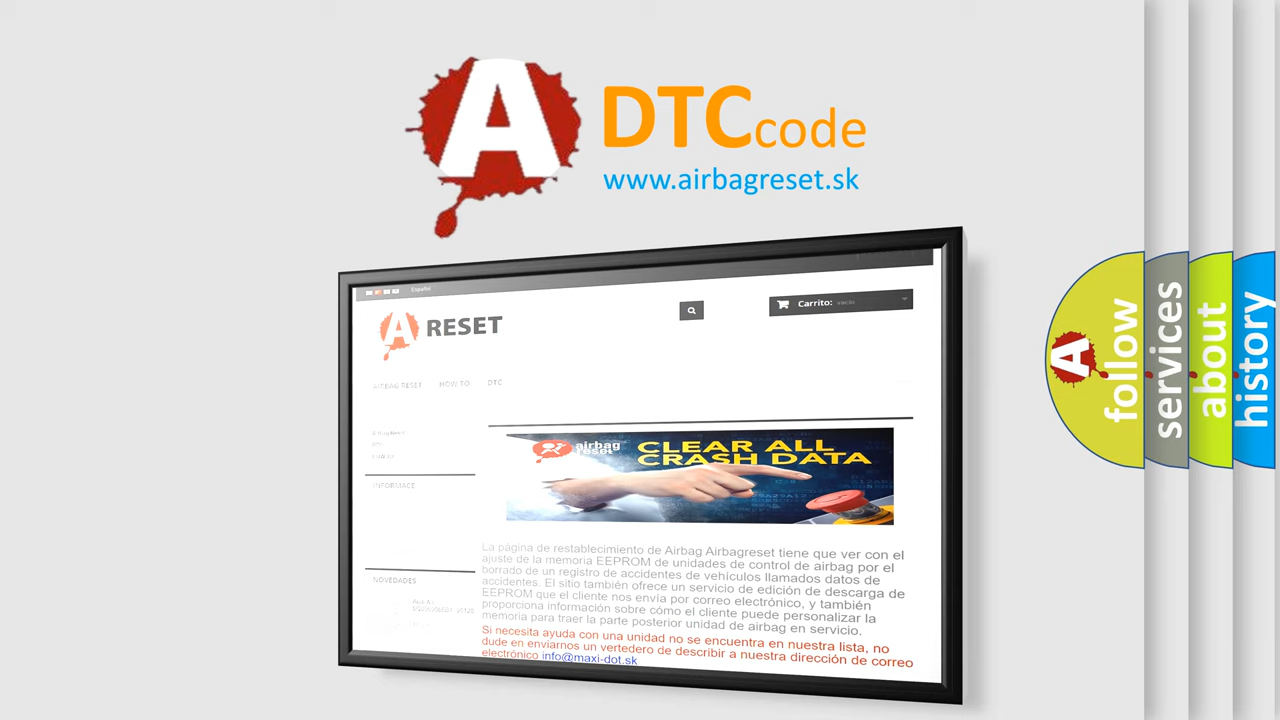 A
DTCcode
www.airbagreset.sk
Español
A RESET
Carrito: vacío
AIRBAG RESET HOW TO DTC
airbag reset
CLEAR ALL
CRASH DATA
INFORMACE
La página de restablecimiento de Airbag Airbagreset tiene que ver con el
ajuste de la memoria EEPROM de unidades de control de airbag por el
borrado de un registro de accidentes de vehículos llamados datos de
accidentes. El sitio también ofrece un servicio de edición de descarga de
EEPROM que el cliente nos envía por correo electrónico, y también
proporciona información sobre cómo el cliente puede personalizar la
memoria para traer la parte posterior unidad de airbag en servicio.
Si necesita ayuda con una unidad no se encuentra en nuestra lista, no
dude en enviarnos un vertedero de describir a nuestra dirección de correo
electrónico info@maxi-dot.sk
NOVEDADES
A
follow
services
about
history